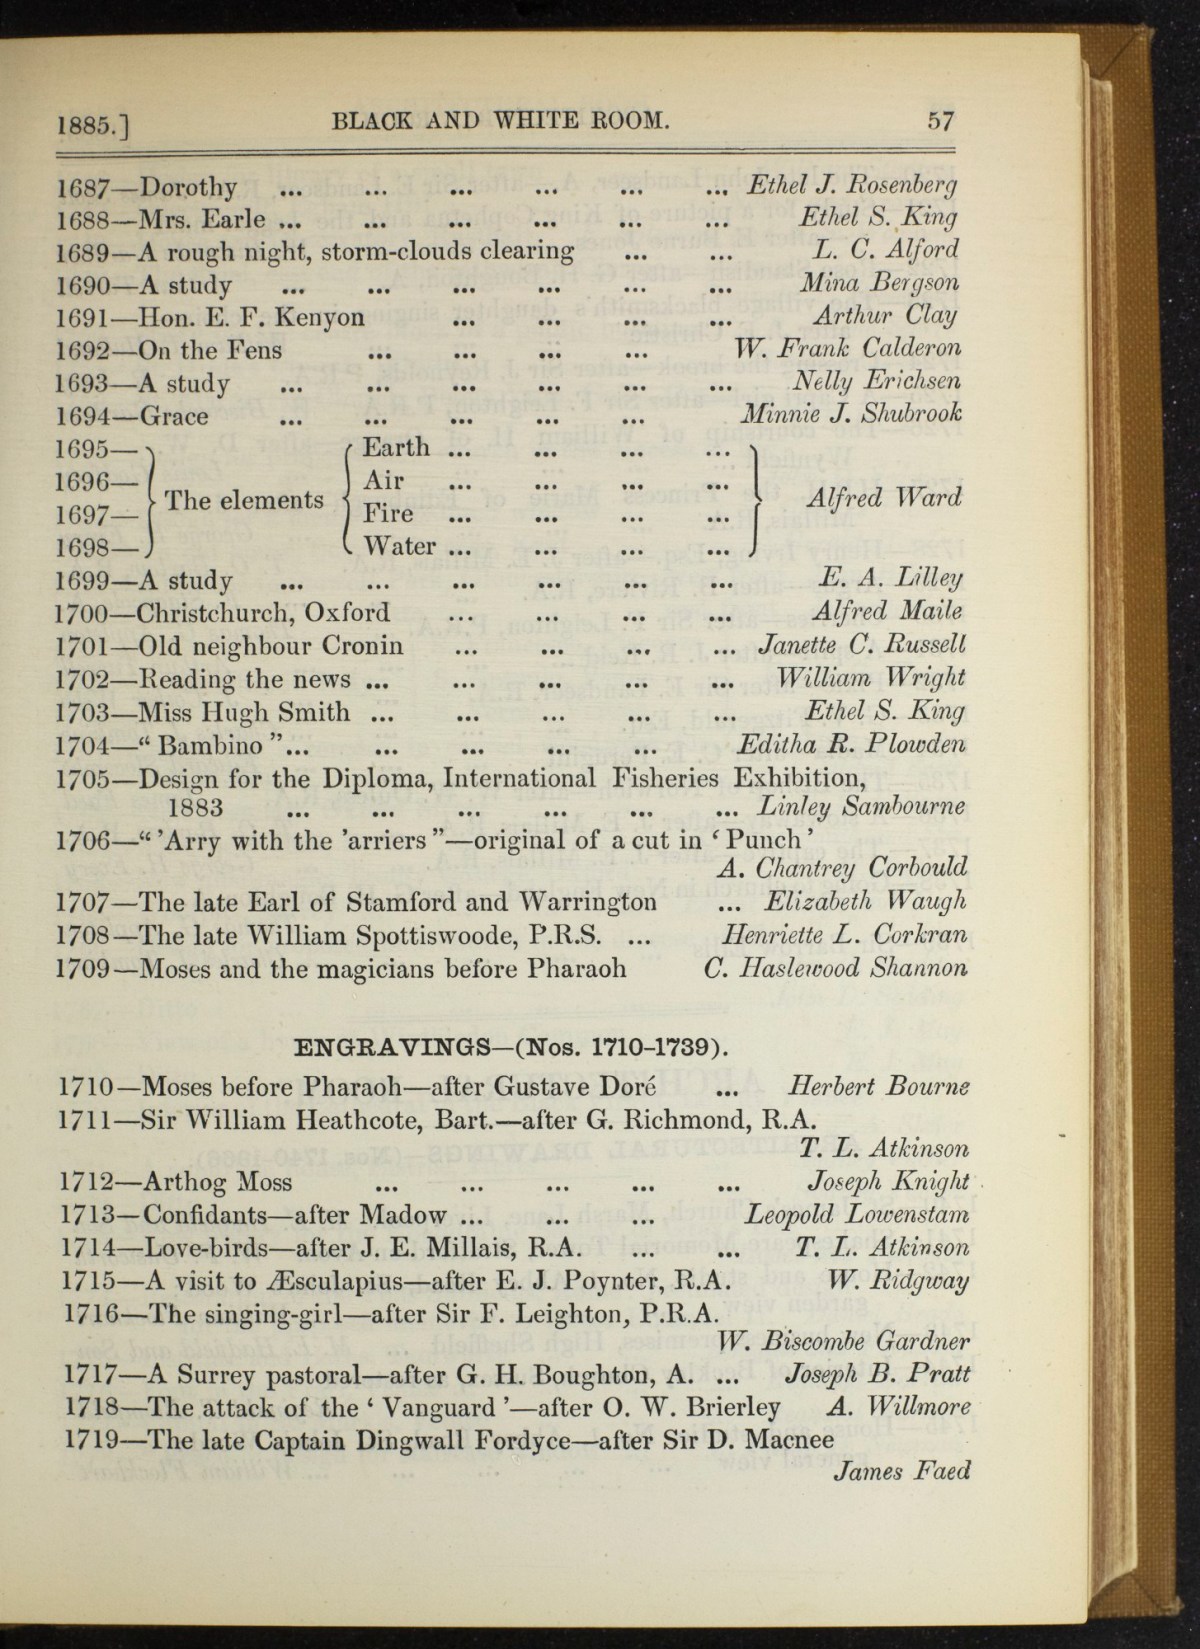 1885.] BLACK AND WHITE ROOM. 57
1687—Dorothy ... ... ... ... ... ... Ethel J. Rosenberg
1688—Mrs. Earle ... ... ... ... ... ... Ethel S. King
1689—A rough night, storm-clouds clearing ... ... L. C. Alford
1690—A study ... ... ... ... ... ... Mina Bergson
1691—Hon. E. F. Kenyon ... ... ... ... Arthur Clay
1692—On the Fens ... ... ... ... W. Frank Calderon
1693—A study ... ... ... ... ... ... Nelly Erichsen
1694—Grace ... ... ... ... ... Minnie J. Shubrook
1695— Earth ... ... ... ...
1696— Air ... ... ... ...
The elements Alfred Ward
1697— Fire ... ... ... ...
1698— Water ... ... ... ...
1699—A study ... ... ... ... ... ... E. A. Lilley
1700—Christchurch, Oxford ... ... ... ... Alfred Maile
1701—Old neighbour Cronin ... ... ... ... Janette C. Russell
1702—Reading the news ... ... ... ... ... William Wright
1703—Miss Hugh Smith ... ... ... ... ... Ethel S. King
1704—“ Bambino ”... ... ... ... ... Editha R. Plowden
1705—Design for the Diploma, International Fisheries Exhibition,
1883 ... ... ... ... ... ... Linley Sambourne
1706—“ ’Arry with the ’arriers ”—original of a cut in ‘ Punch ’
A. Chantrey Corbould
1707—The late Earl of Stamford and Warrington ... Elizabeth Waugh
1708—The late William Spottiswoode, P.R.S. ... Henriette L. Corkran
1709—Moses and the magicians before Pharaoh C. Haslewood Shannon
ENGRAVINGS—(Nos. 1710-1739).
1710—Moses before Pharaoh—after Gustave Doré ... Herbert Bourne
1711—Sir William Heathcote, Bart.—after G. Richmond, R.A.
T. L. Atkinson
1712—Arthog Moss ... ... ... ... ... Joseph Knight
1713—Confidants—after Madow ... ... ... Leopold Lowenstam
1714—Love-birds—after J. E. Millais, R.A. ... ... T. L. Atkinson
1715—A visit to Æsculapius—after E. J. Poynter, R.A. W. Ridgway
1716—The singing-girl—after Sir F. Leighton, P.R.A.
W. Biscombe Gardner
1717—A Surrey pastoral—after G. H. Boughton, A. ... Joseph B. Pratt
1718—The attack of the ‘ Vanguard ’—after O. W. Brierley A. Willmore
1719—The late Captain Dingwall Fordyce—after Sir D. Macnee
James Faed